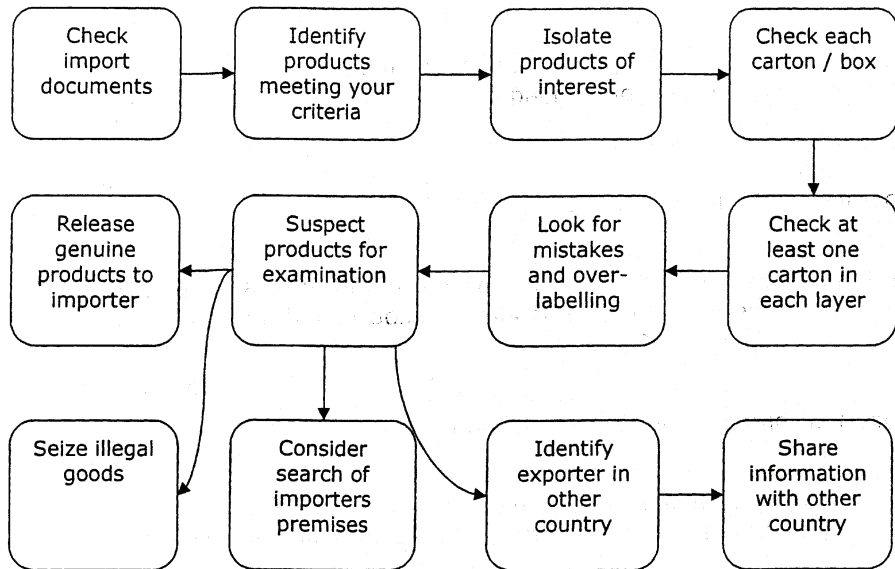 Check
import
documents
Identify
products
meeting your
criteria
Isolate
products of
interest
Check each
carton / box
Release
genuine
products to
importer
Suspect
products for
examination
Look for
mistakes
and over-
labelling
Check at
least one
carton in
each layer
Seize illegal
goods
Consider
search of
importers
premises
Identify
exporter in
other
country
Share
information
with other
country